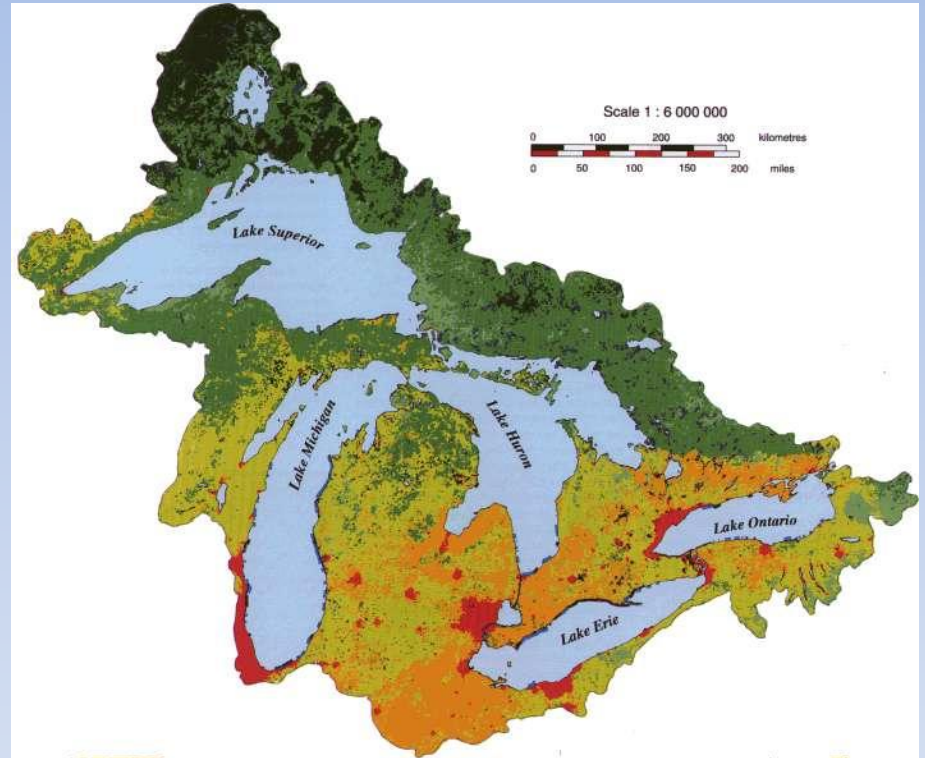 Scale 1 : 6 000 000
0 100 200 300 kilometres
0 50 100 150 200 miles
Lake Superior
Lake Michigan
Lake Huron
Lake Ontario
Lake Erie